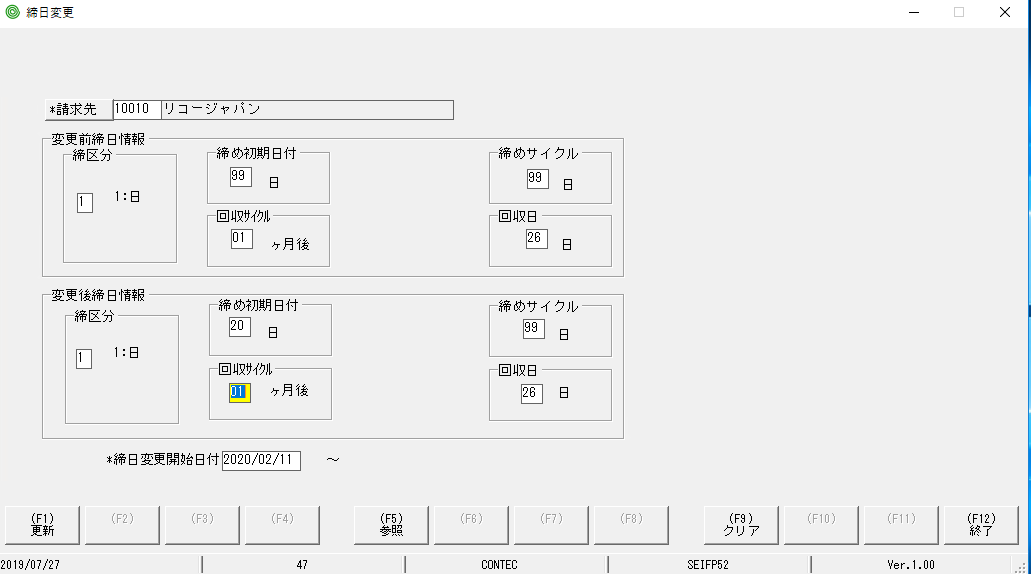 締日変更
*請求先 10010 リコージャパン
変更前締日情報
締区分 締め初期日付 締めサイクル
1 1:日 99 日 99 日
回収サイクル 回収日
01 ヶ月後 26 日
変更後締日情報
締区分 締め初期日付 締めサイクル
1 1:日 20 日 99 日
回収サイクル 回収日
01 ヶ月後 26 日
*締日変更開始日付 2020/02/11 ～
(F1) (F2) (F3) (F4) (F5) (F6) (F7) (F8) (F9) (F10) (F11) (F12)
更新 参照 クリア 終了
2019/07/27 47 CONTEC SEIFP52 Ver.1.00